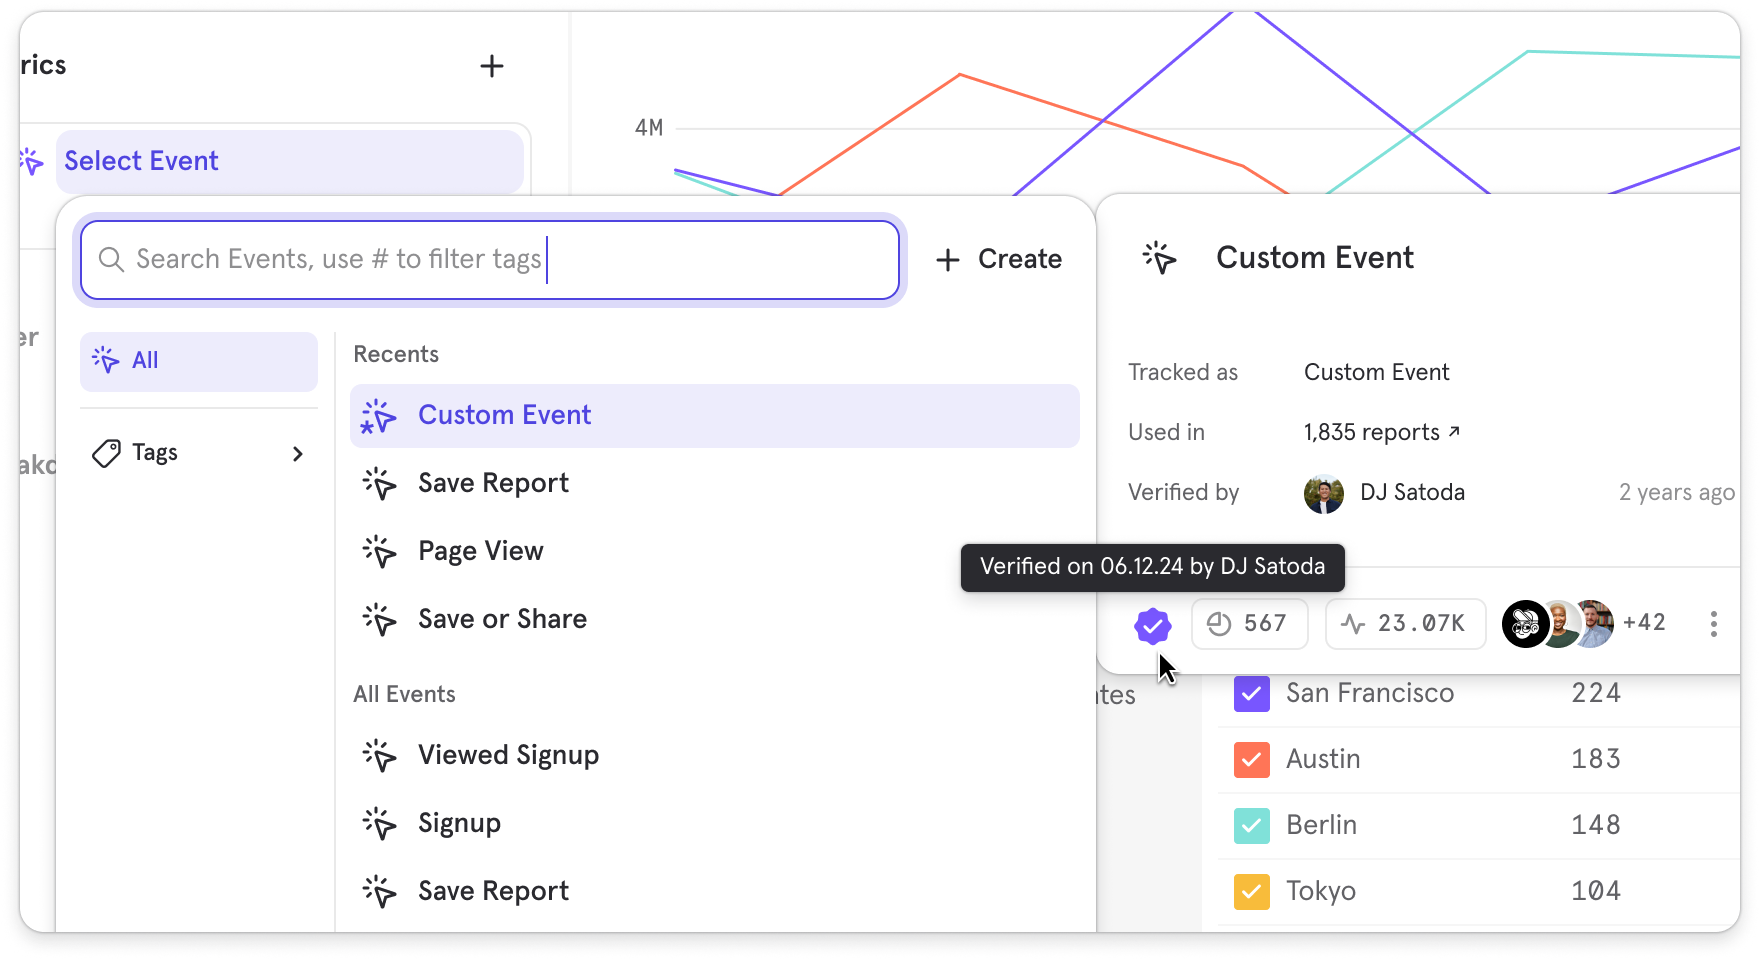 rics
Select Event
4M
Search Events, use # to filter tags
Create
All
Tags
Recents
Custom Event
Save Report
Page View
Save or Share
All Events
Viewed Signup
Signup
Save Report
Custom Event
Tracked as Custom Event
Used in 1,835 reports ↗
Verified by DJ Satoda 2 years ago
Verified on 06.12.24 by DJ Satoda
567 23.07K +42
San Francisco 224
Austin 183
Berlin 148
Tokyo 104